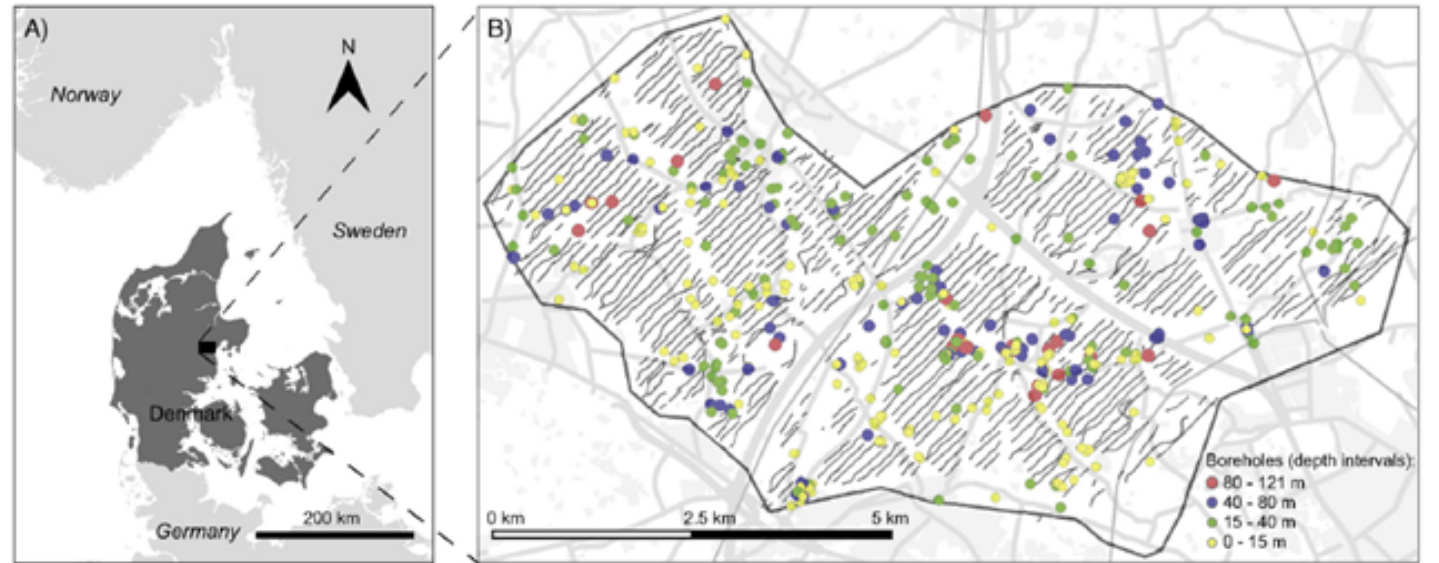 A)
N
Norway
Sweden
Denmark
200 km
Germany
B)
0 km 2.5 km 5 km
Boreholes (depth intervals):
80 - 121 m
40 - 80 m
15 - 40 m
0 - 15 m